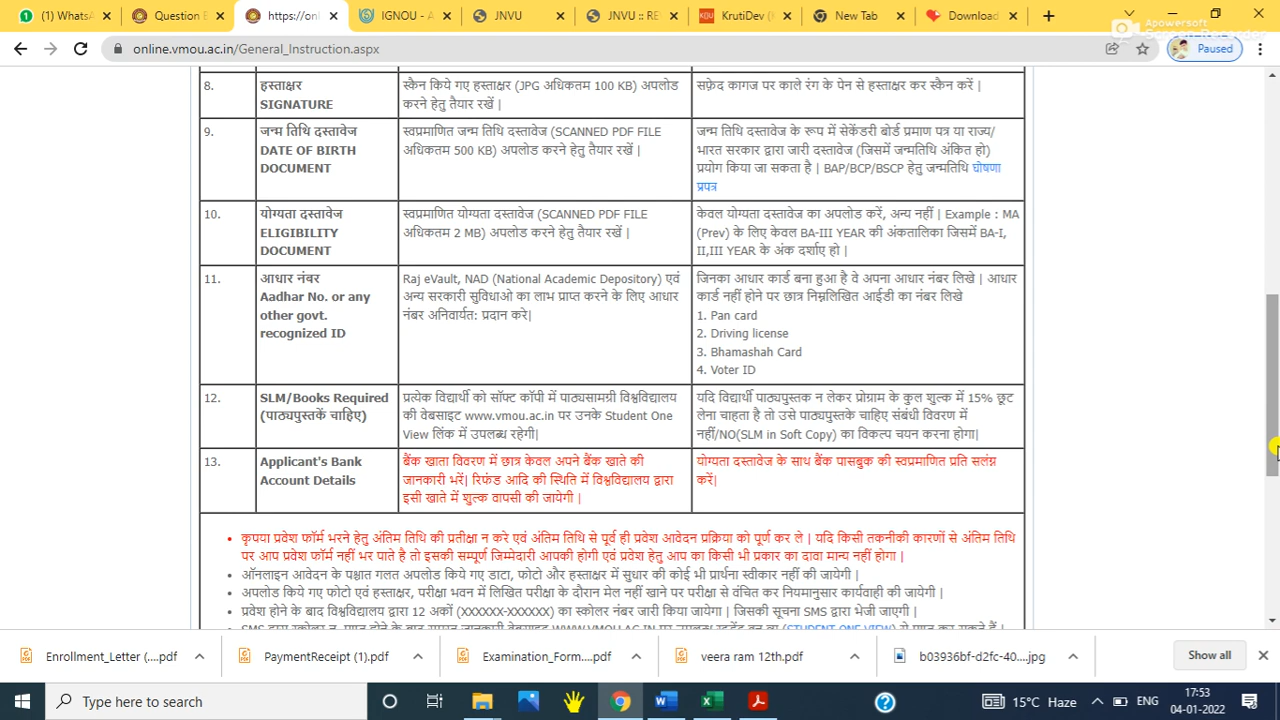 (1) WhatsA
Question E
https://onl
IGNOU - A
JNVU
JNVU :: RE
KrutiDev (
New Tab
Download
online.vmou.ac.in/General_Instruction.aspx
Paused
Apowersoft
Screen Recorder
8.
हस्ताक्षर
SIGNATURE
स्कैन किये गए हस्ताक्षर (JPG अधिकतम 100 KB) अपलोड
करने हेतु तैयार रखें |
सफ़ेद कागज पर काले रंग के पेन से हस्ताक्षर कर स्कैन करें |
9.
जन्म तिथि दस्तावेज
DATE OF BIRTH
DOCUMENT
स्वप्रमाणित जन्म तिथि दस्तावेज (SCANNED PDF FILE
अधिकतम 500 KB) अपलोड करने हेतु तैयार रखें |
जन्म तिथि दस्तावेज के रूप में सेकेंडरी बोर्ड प्रमाण पत्र या राज्य/
भारत सरकार द्वारा जारी दस्तावेज (जिसमें जन्मतिथि अंकित हो)
प्रयोग किया जा सकता है | BAP/BCP/BSCP हेतु जन्मतिथि घोषणा
प्रपत्र
10.
योग्यता दस्तावेज
ELIGIBILITY
DOCUMENT
स्वप्रमाणित योग्यता दस्तावेज (SCANNED PDF FILE
अधिकतम 2 MB) अपलोड करने हेतु तैयार रखें |
केवल योग्यता दस्तावेज का अपलोड करें, अन्य नहीं | Example : MA
(Prev) के लिए केवल BA-III YEAR की अंकतालिका जिसमें BA-I,
II,III YEAR के अंक दर्शाए हो |
11.
आधार नंबर
Aadhar No. or any
other govt.
recognized ID
Raj eVault, NAD (National Academic Depository) एवं
अन्य सरकारी सुविधाओ का लाभ प्राप्त करने के लिए आधार
नंबर अनिवार्यत: प्रदान करे|
जिनका आधार कार्ड बना हुआ है वे अपना आधार नंबर लिखे | आधार
कार्ड नहीं होने पर छात्र निम्नलिखित आईडी का नंबर लिखे
1. Pan card
2. Driving license
3. Bhamashah Card
4. Voter ID
12.
SLM/Books Required
(पाठ्यपुस्तकें चाहिए)
प्रत्येक विद्यार्थी को सॉफ्ट कॉपी में पाठ्यसामग्री विश्वविद्यालय
की वेबसाइट www.vmou.ac.in पर उनके Student One
View लिंक में उपलब्ध रहेगी|
यदि विद्यार्थी पाठ्यपुस्तक न लेकर प्रोग्राम के कुल शुल्क में 15% छूट
लेना चाहता है तो उसे पाठ्यपुस्तके चाहिए संबंधी विवरण में
नहीं/NO(SLM in Soft Copy) का विकल्प चयन करना होगा|
13.
Applicant's Bank
Account Details
बैंक खाता विवरण में छात्र केवल अपने बैंक खाते की
जानकारी भरें| रिफंड आदि की स्थिति में विश्वविद्यालय द्वारा
इसी खाते में शुल्क वापसी की जायेगी |
योग्यता दस्तावेज के साथ बैंक पासबुक की स्वप्रमाणित प्रति सलंग्न
करें|
• कृपया प्रवेश फॉर्म भरने हेतु अंतिम तिथि की प्रतीक्षा न करे एवं अंतिम तिथि से पूर्व ही प्रवेश आवेदन प्रक्रिया को पूर्ण कर ले | यदि किसी तकनीकी कारणों से अंतिम तिथि
पर आप प्रवेश फॉर्म नहीं भर पाते है तो इसकी सम्पूर्ण जिम्मेदारी आपकी होगी एवं प्रवेश हेतु आप का किसी भी प्रकार का दावा मान्य नहीं होगा |
• ऑनलाइन आवेदन के पश्चात गलत अपलोड किये गए डाटा, फोटो और हस्ताक्षर में सुधार की कोई भी प्रार्थना स्वीकार नहीं की जायेगी |
• अपलोड किये गए फोटो एवं हस्ताक्षर, परीक्षा भवन में लिखित परीक्षा के दौरान मेल नहीं खाने पर परीक्षा से वंचित कर नियमानुसार कार्यवाही की जायेगी |
• प्रवेश होने के बाद विश्वविद्यालय द्वारा 12 अकों (XXXXXX-XXXXXX) का स्कोलर नंबर जारी किया जायेगा | जिसकी सूचना SMS द्वारा भेजी जाएगी |
Enrollment_Letter (....pdf
PaymentReceipt (1).pdf
Examination_Form....pdf
veera ram 12th.pdf
b03936bf-d2fc-40....jpg
Show all
Type here to search
15°C Haze
ENG
17:53
04-01-2022